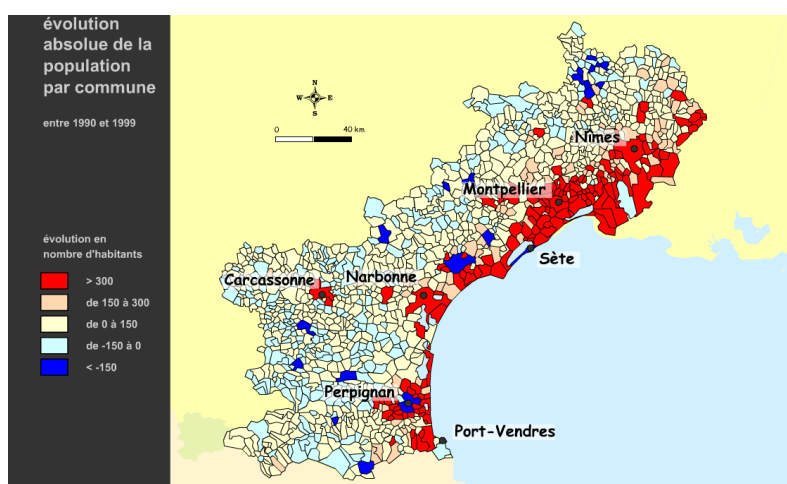 évolution
absolue de la
population
par commune
entre 1990 et 1999
N
W E
S
0 40 km
Nîmes
Montpellier
Sète
Carcassonne
Narbonne
Perpignan
Port-Vendres
évolution en
nombre d'habitants
> 300
de 150 à 300
de 0 à 150
de -150 à 0
< -150